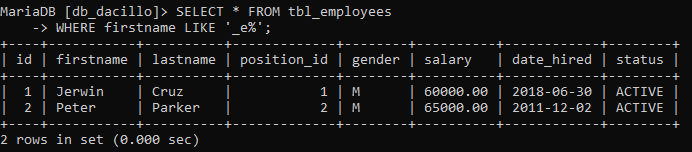 MariaDB [db_dacillo]> SELECT * FROM tbl_employees
    -> WHERE firstname LIKE '_e%';
+----+-----------+----------+-------------+--------+----------+------------+--------+
| id | firstname | lastname | position_id | gender | salary   | date_hired | status |
+----+-----------+----------+-------------+--------+----------+------------+--------+
|  1 | Jerwin    | Cruz     |           1 | M      | 60000.00 | 2018-06-30 | ACTIVE |
|  2 | Peter     | Parker   |           2 | M      | 65000.00 | 2011-12-02 | ACTIVE |
+----+-----------+----------+-------------+--------+----------+------------+--------+
2 rows in set (0.000 sec)